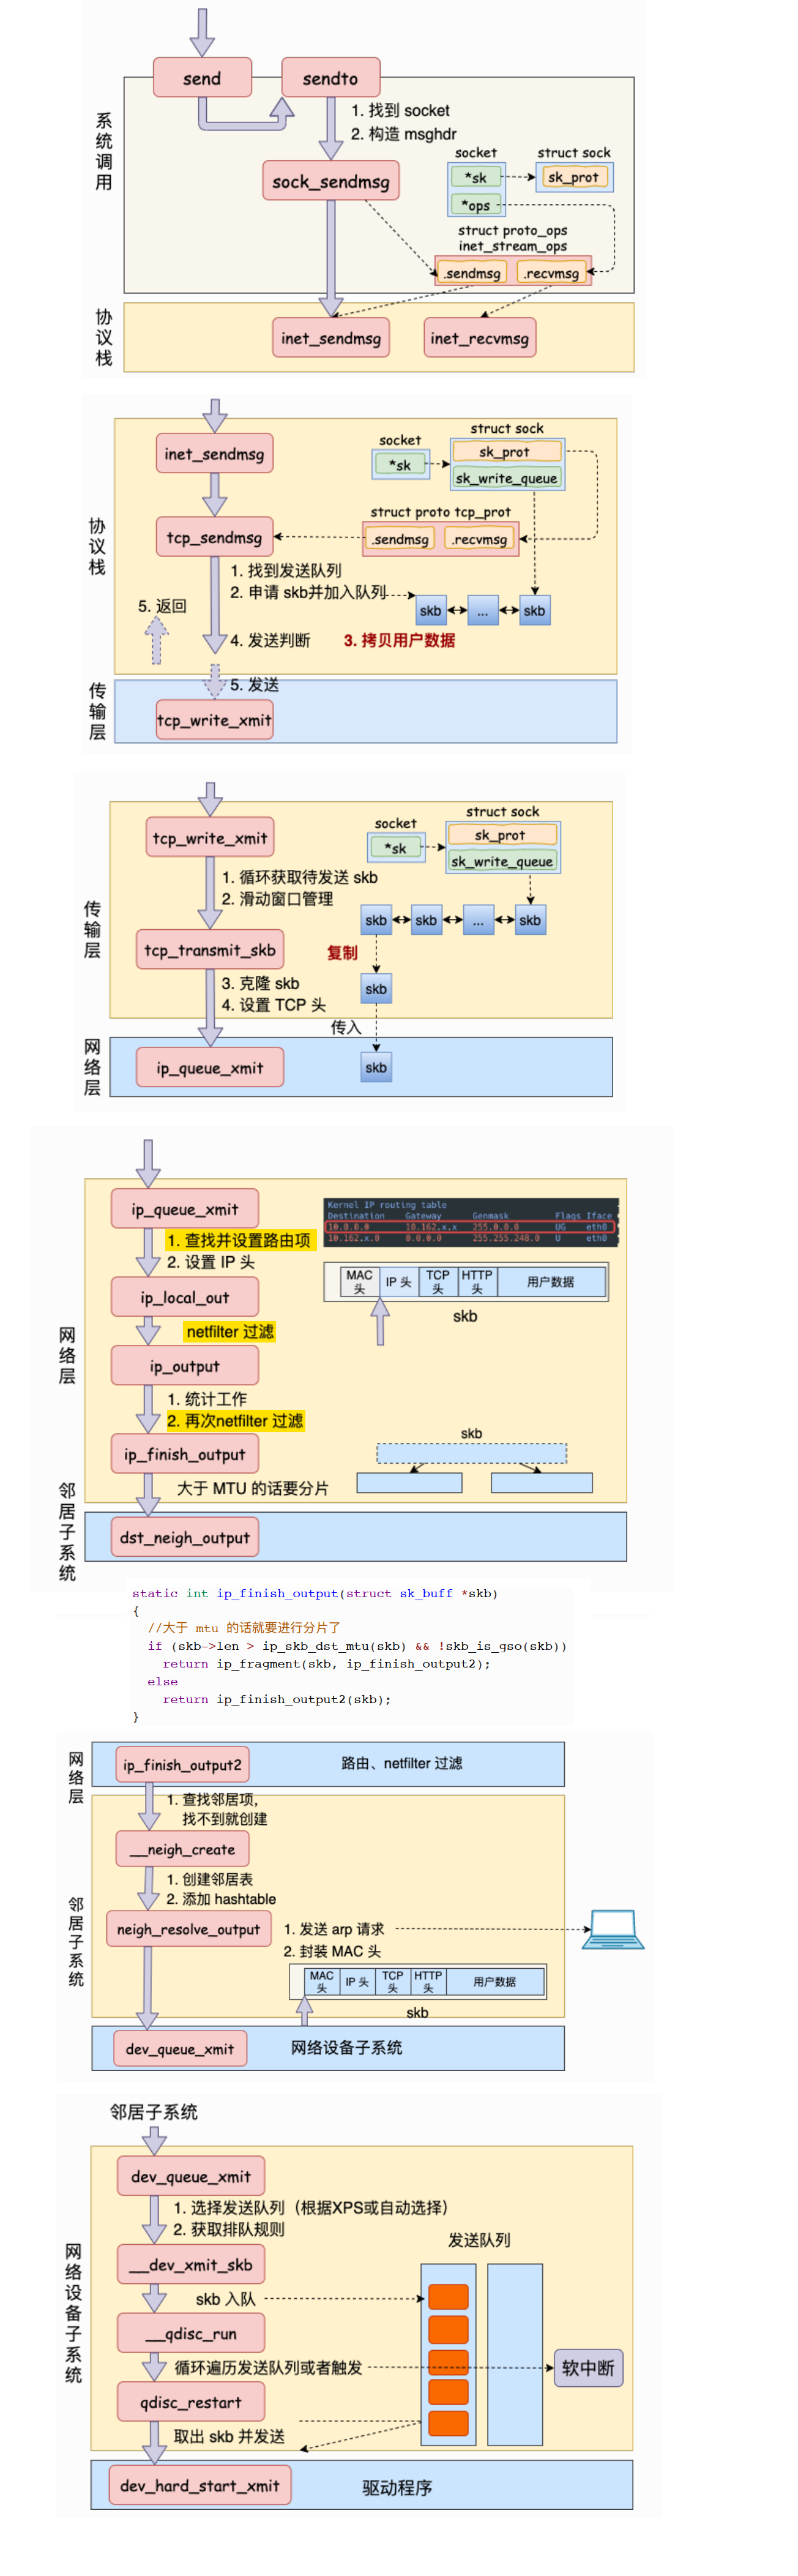 send
sendto
系统调用
1. 找到 socket
2. 构造 msghdr
socket
struct sock
*sk
sk_prot
*ops
sock_sendmsg
struct proto_ops
inet_stream_ops
.sendmsg
.recvmsg
协议栈
inet_sendmsg
inet_recvmsg
inet_sendmsg
socket
struct sock
*sk
sk_prot
sk_write_queue
协议栈
tcp_sendmsg
struct proto tcp_prot
.sendmsg
.recvmsg
1. 找到发送队列
2. 申请 skb并加入队列
skb
...
skb
5. 返回
4. 发送判断
3. 拷贝用户数据
传输层
5. 发送
tcp_write_xmit
tcp_write_xmit
socket
struct sock
*sk
sk_prot
sk_write_queue
1. 循环获取待发送 skb
2. 滑动窗口管理
传输层
skb
skb
...
skb
tcp_transmit_skb
复制
3. 克隆 skb
4. 设置 TCP 头
skb
传入
网络层
ip_queue_xmit
skb
ip_queue_xmit
Kernel IP routing table
Destination Gateway Genmask Flags Iface
10.0.0.0 10.162.x.x 255.0.0.0 UG eth0
10.162.x.0 0.0.0.0 255.255.248.0 U eth0
1. 查找并设置路由项
2. 设置 IP 头
MAC头
IP 头
TCP头
HTTP头
用户数据
skb
ip_local_out
netfilter 过滤
网络层
ip_output
1. 统计工作
2. 再次netfilter 过滤
skb
ip_finish_output
大于 MTU 的话要分片
邻居子系统
dst_neigh_output
static int ip_finish_output(struct sk_buff *skb)
{
//大于 mtu 的话就要进行分片了
if (skb->len > ip_skb_dst_mtu(skb) && !skb_is_gso(skb))
return ip_fragment(skb, ip_finish_output2);
else
return ip_finish_output2(skb);
}
网络层
ip_finish_output2
路由、netfilter 过滤
1. 查找邻居项，
找不到就创建
__neigh_create
1. 创建邻居表
2. 添加 hashtable
邻居子系统
neigh_resolve_output
1. 发送 arp 请求
2. 封装 MAC 头
MAC头
IP 头
TCP头
HTTP头
用户数据
skb
dev_queue_xmit
网络设备子系统
邻居子系统
dev_queue_xmit
1. 选择发送队列（根据XPS或自动选择）
2. 获取排队规则
网络设备子系统
发送队列
__dev_xmit_skb
skb 入队
__qdisc_run
循环遍历发送队列或者触发
软中断
qdisc_restart
取出 skb 并发送
dev_hard_start_xmit
驱动程序